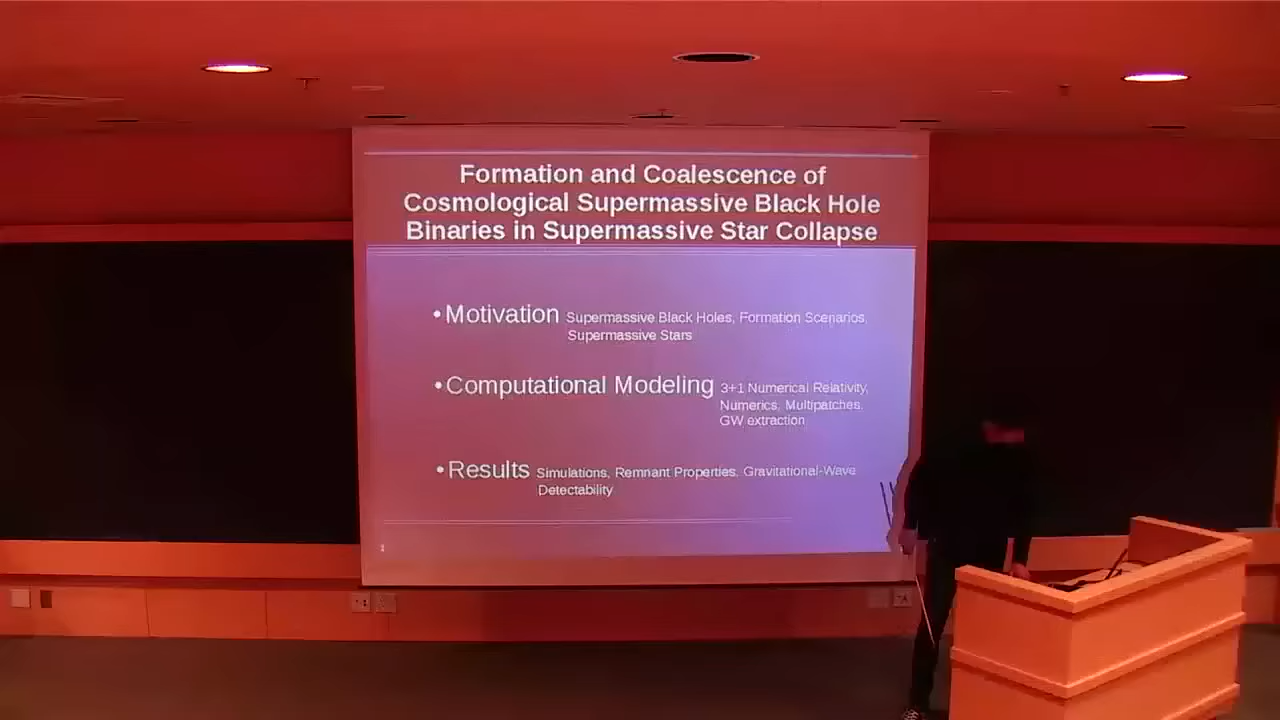 Formation and Coalescence of
Cosmological Supermassive Black Hole
Binaries in Supermassive Star Collapse
• Motivation Supermassive Black Holes, Formation Scenarios,
Supermassive Stars
• Computational Modeling 3+1 Numerical Relativity,
Numerics, Multipatches,
GW extraction
• Results Simulations, Remnant Properties, Gravitational-Wave
Detectability